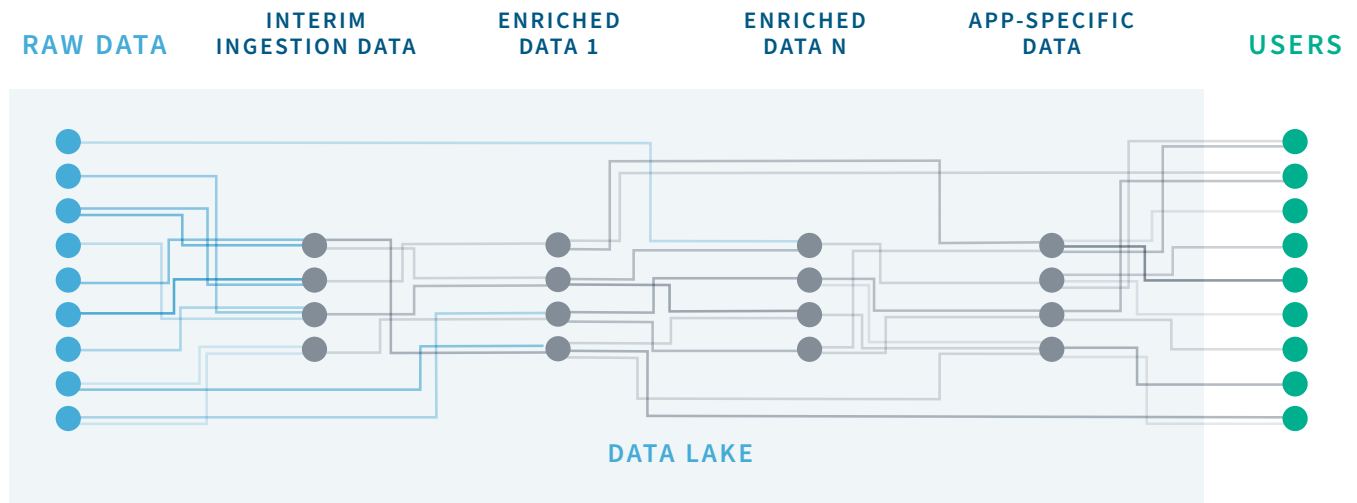 RAW DATA
INTERIM
INGESTION DATA
ENRICHED
DATA 1
ENRICHED
DATA N
APP-SPECIFIC
DATA
USERS
DATA LAKE